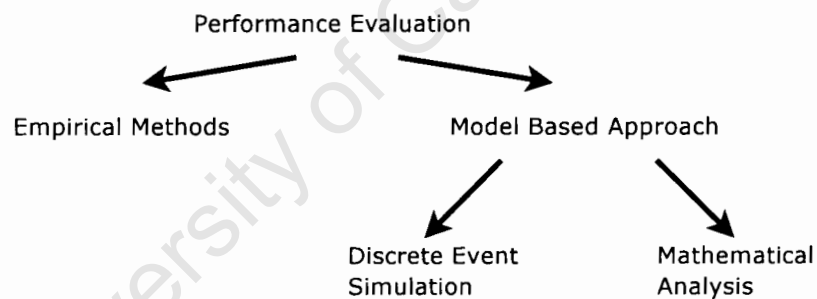 Performance Evaluation
Empirical Methods
Model Based Approach
Discrete Event
Simulation
Mathematical
Analysis